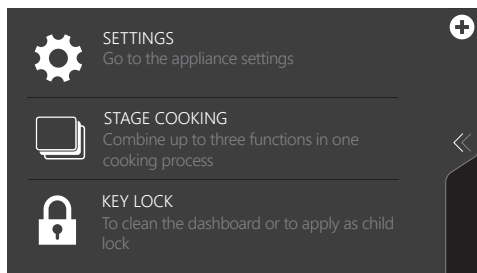 SETTINGS
Go to the appliance settings
STAGE COOKING
Combine up to three functions in one
cooking process
KEY LOCK
To clean the dashboard or to apply as child
lock